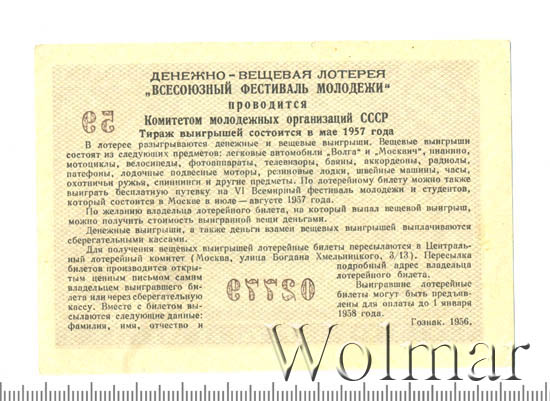 ДЕНЕЖНО-ВЕЩЕВАЯ ЛОТЕРЕЯ
„ВСЕСОЮЗНЫЙ ФЕСТИВАЛЬ МОЛОДЕЖИ“
проводится
Комитетом молодежных организаций СССР
Тираж выигрышей состоится в мае 1957 года
59
В лотерее разыгрываются денежные и вещевые выигрыши. Вещевые выигрыши
состоят из следующих предметов: легковые автомобили „Волга“ и „Москвич“, пианино,
мотоциклы, велосипеды, фотоаппараты, телевизоры, баяны, аккордеоны, радиолы,
патефоны, лодочные подвесные моторы, резиновые лодки, швейные машины, часы,
охотничьи ружья, спиннинги и другие предметы. По лотерейному билету можно также
выиграть бесплатную путевку на VI Всемирный фестиваль молодежи и студентов,
который состоится в Москве в июле—августе 1957 года.
По желанию владельца лотерейного билета, на который выпал вещевой выигрыш,
можно получить стоимость выигранной вещи деньгами.
Денежные выигрыши, а также деньги взамен вещевых выигрышей выплачиваются
сберегательными кассами.
Для получения вещевых выигрышей лотерейные билеты пересылаются в Централь-
ный лотерейный комитет (Москва, улица Богдана Хмельницкого, 3/13). Пересылка
билетов производится откры-
тым ценным письмом самим
владельцем выигравшего би-
лета или через сберегательную
кассу. Вместе с билетом вы-
сылаются следующие данные:
фамилия, имя, отчество и
подробный адрес владельца
лотерейного билета.
Выигравшие лотерейные
билеты могут быть предъяв-
лены для оплаты до 1 января
1958 года.
Гознак. 1956.
02779
Wolmar